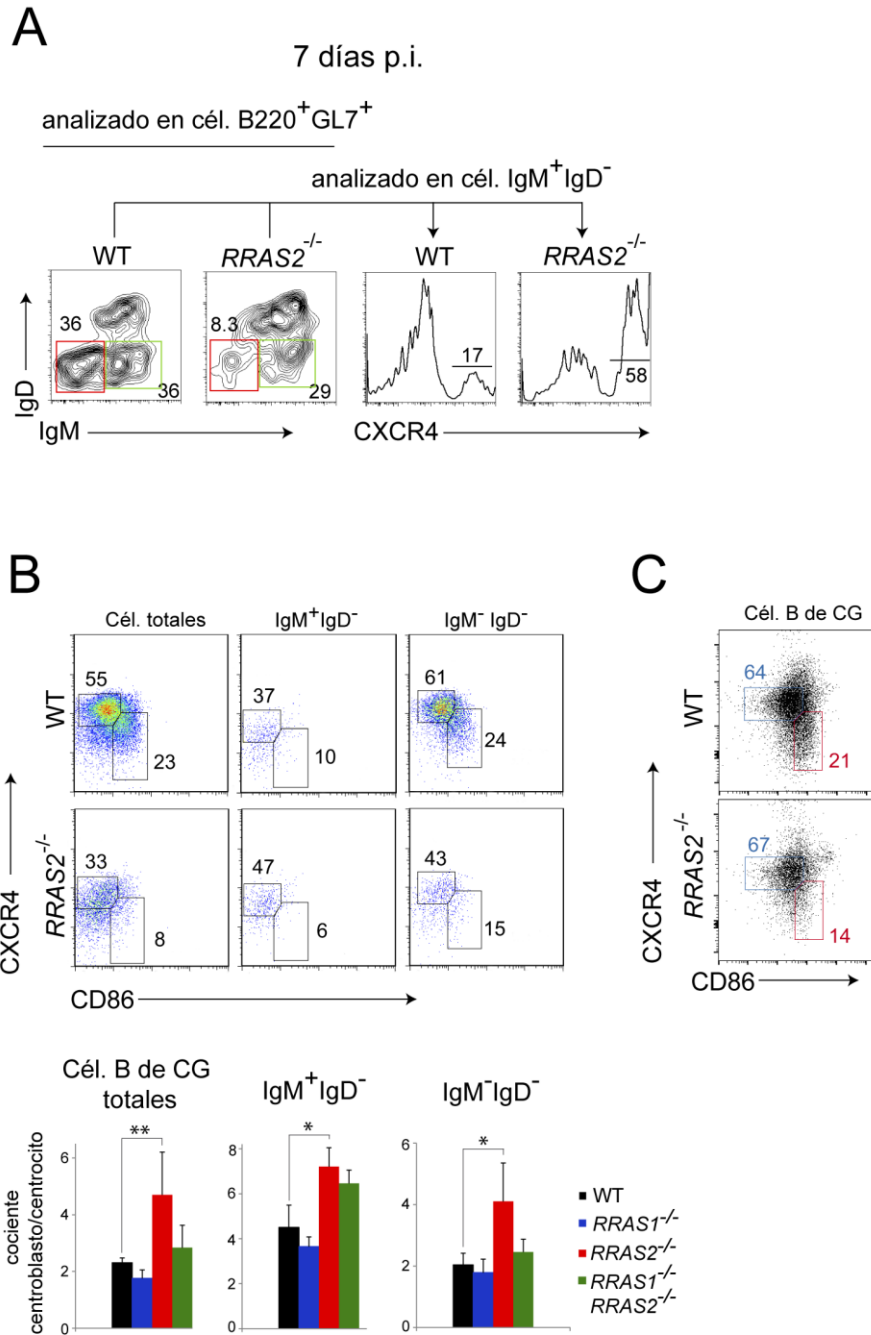 A
7 días p.i.
analizado en cél. B220+GL7+
analizado en cél. IgM+IgD-
WT
RRAS2-/-
WT
RRAS2-/-
36
36
8.3
29
17
58
IgD
IgM
CXCR4
B
C
Cél. totales
IgM+IgD-
IgM- IgD-
Cél. B de CG
WT
55
23
37
10
61
24
WT
64
21
RRAS2-/-
33
8
47
6
43
15
RRAS2-/-
67
14
CXCR4
CD86
CXCR4
CD86
Cél. B de CG
totales
IgM+IgD-
IgM-IgD-
cociente
centroblasto/centrocito
**
6
4
2
0
*
8
6
4
2
0
*
6
4
2
0
WT
RRAS1-/-
RRAS2-/-
RRAS1-/-
RRAS2-/-